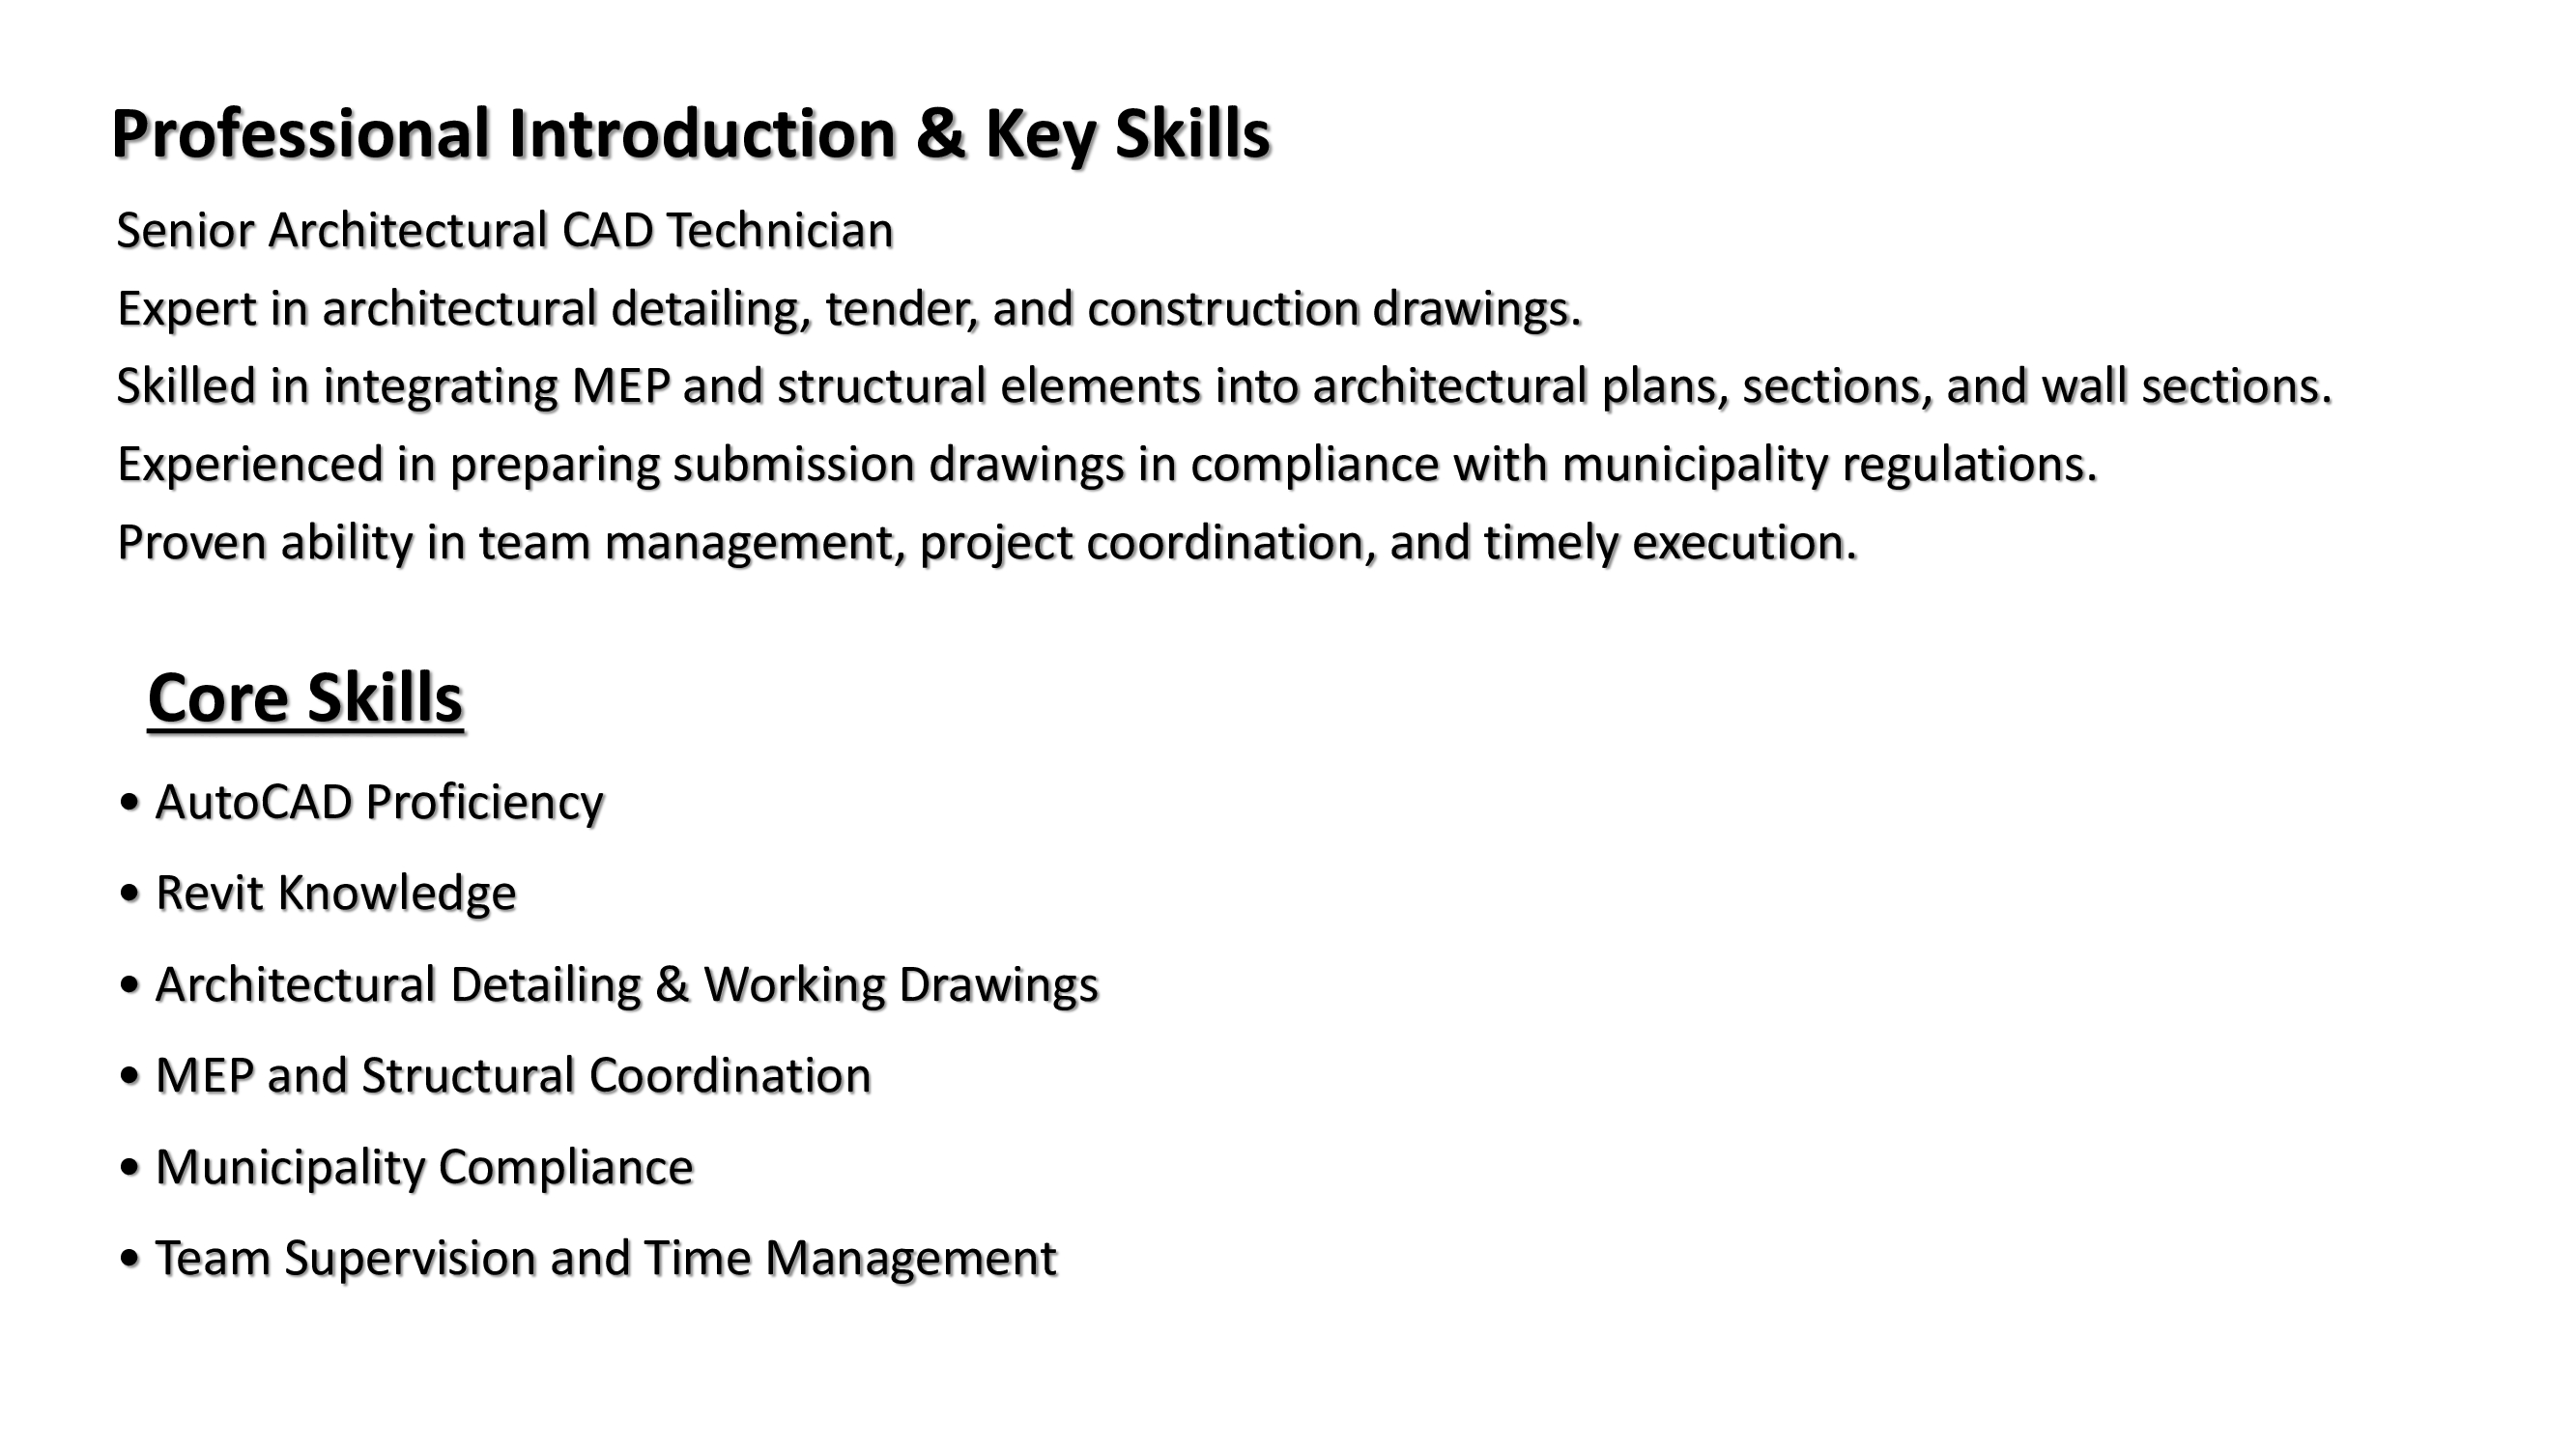 Professional Introduction & Key Skills
Senior Architectural CAD Technician
Expert in architectural detailing, tender, and construction drawings.
Skilled in integrating MEP and structural elements into architectural plans, sections, and wall sections.
Experienced in preparing submission drawings in compliance with municipality regulations.
Proven ability in team management, project coordination, and timely execution.
Core Skills
• AutoCAD Proficiency
• Revit Knowledge
• Architectural Detailing & Working Drawings
• MEP and Structural Coordination
• Municipality Compliance
• Team Supervision and Time Management